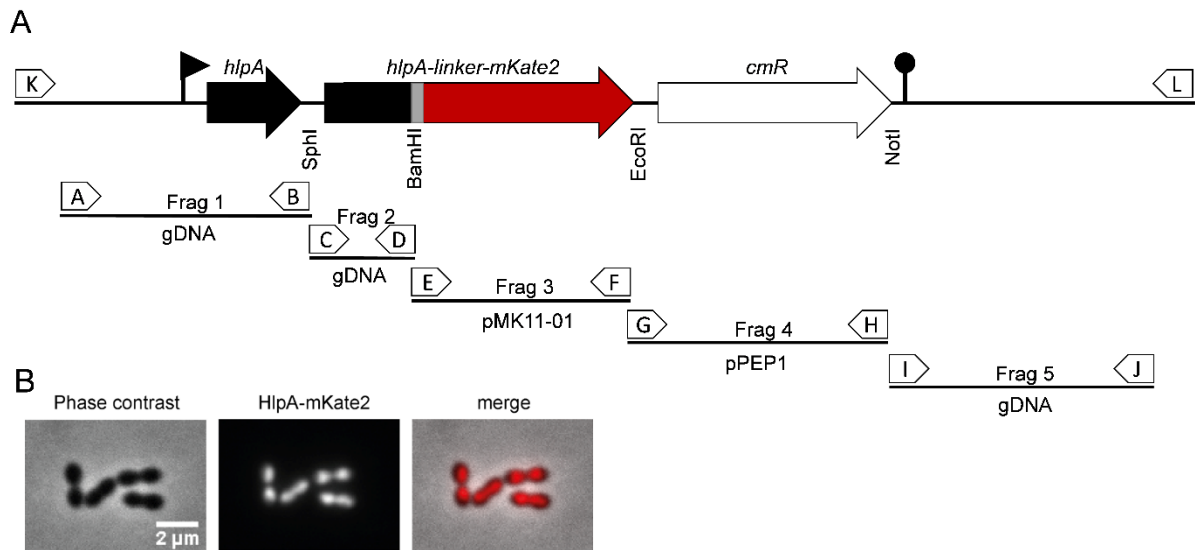 A
hlpA
hlpA-linker-mKate2
cmR
K
L
SphI
BamHI
EcoRI
NotI
A
Frag 1
B
gDNA
Frag 2
C
D
gDNA
E
Frag 3
F
pMK11-01
G
Frag 4
H
pPEP1
I
Frag 5
J
gDNA
B
Phase contrast
HlpA-mKate2
merge
2 µm